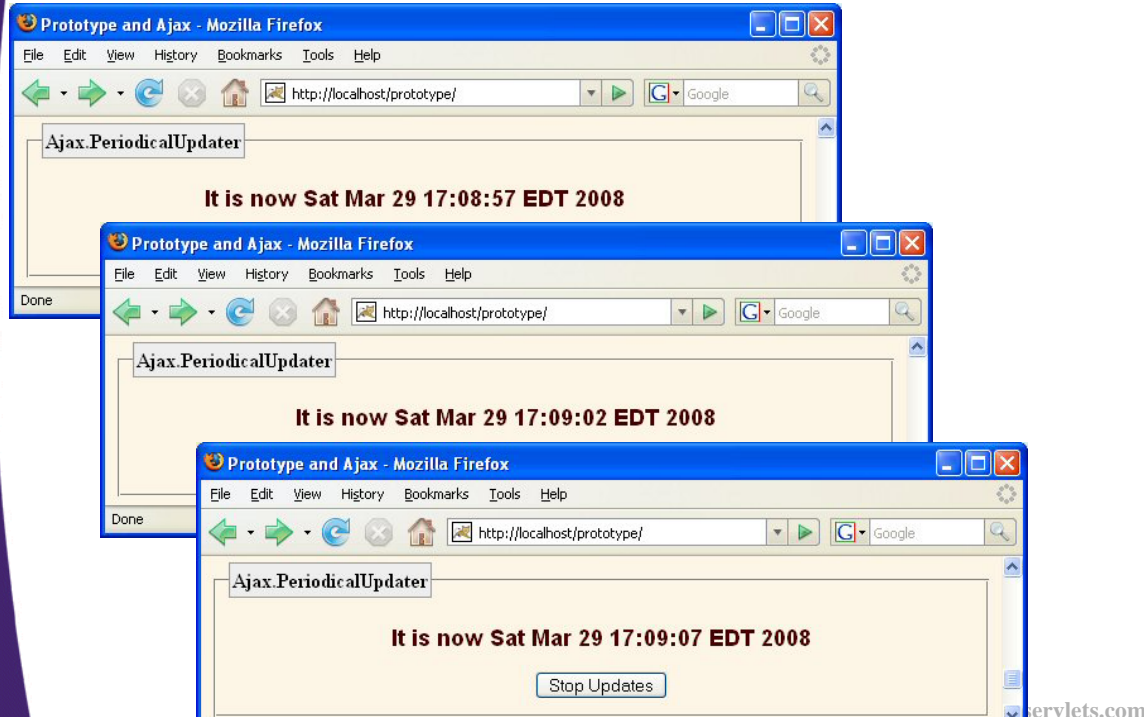 Prototype and Ajax - Mozilla Firefox
File Edit View History Bookmarks Tools Help
http://localhost/prototype/ G Google
Ajax.PeriodicalUpdater
It is now Sat Mar 29 17:08:57 EDT 2008
Done
Prototype and Ajax - Mozilla Firefox
File Edit View History Bookmarks Tools Help
http://localhost/prototype/ G Google
Ajax.PeriodicalUpdater
It is now Sat Mar 29 17:09:02 EDT 2008
Done
Prototype and Ajax - Mozilla Firefox
File Edit View History Bookmarks Tools Help
http://localhost/prototype/ G Google
Ajax.PeriodicalUpdater
It is now Sat Mar 29 17:09:07 EDT 2008
Stop Updates
servlets.com